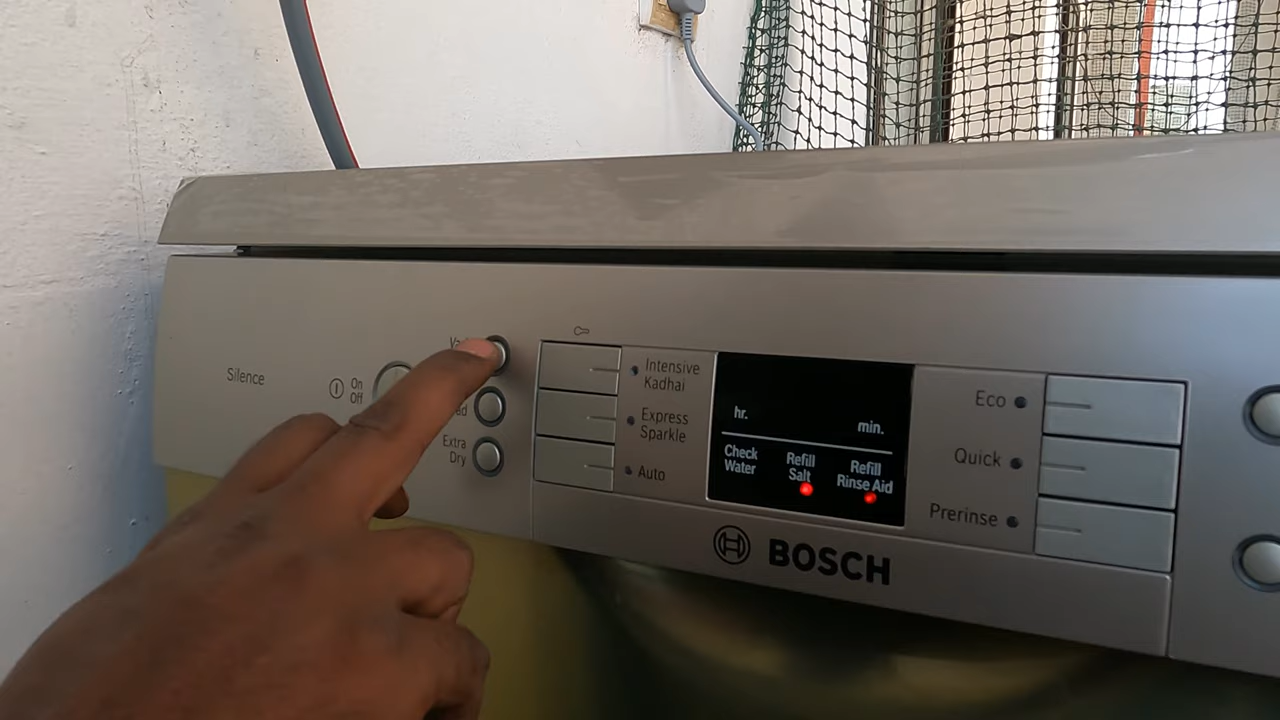 Silence
On
Off
Extra
Dry
Intensive
Kadhai
Express
Sparkle
Auto
hr.
min.
Check
Water
Refill
Salt
Refill
Rinse Aid
Eco
Quick
Prerinse
BOSCH